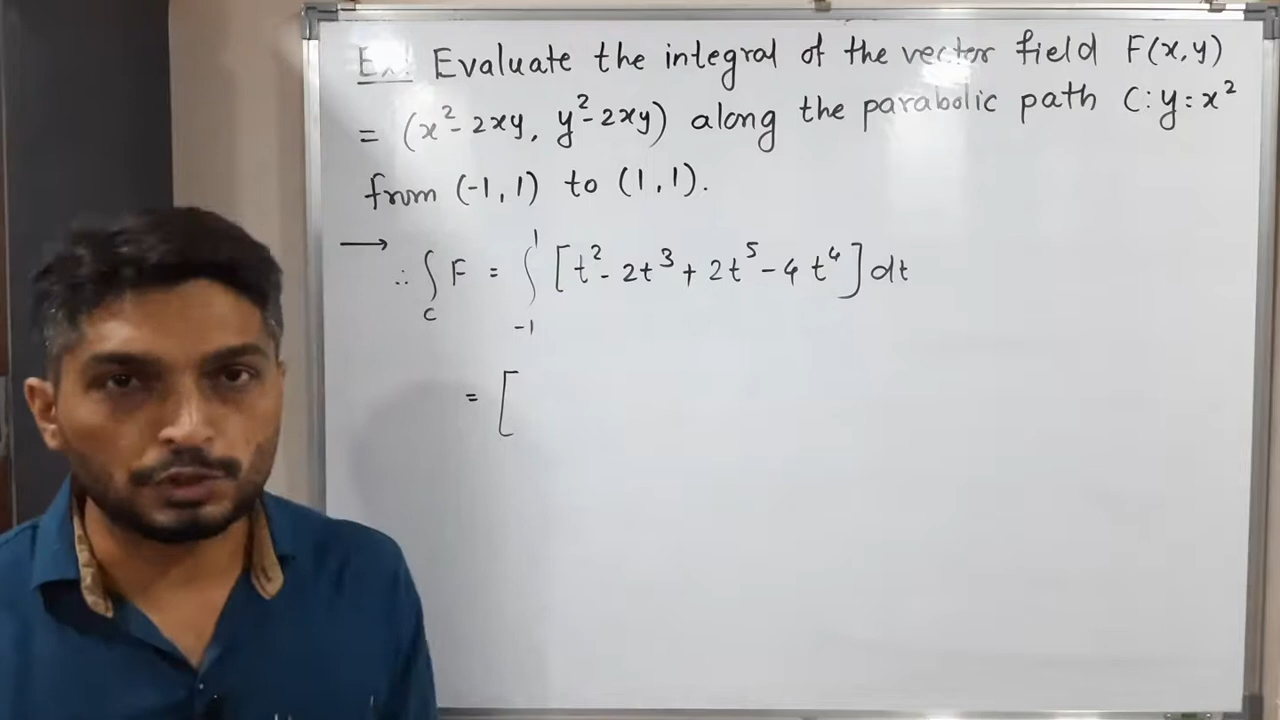 Ex: Evaluate the integral of the vector field F(x,y)
= (x²-2xy, y²-2xy) along the parabolic path C:y=x²
from (-1,1) to (1,1).
→ ∴ ∫_C F = ∫_{-1}^{1} [t²-2t³+2t⁵-4t⁴]dt
= [